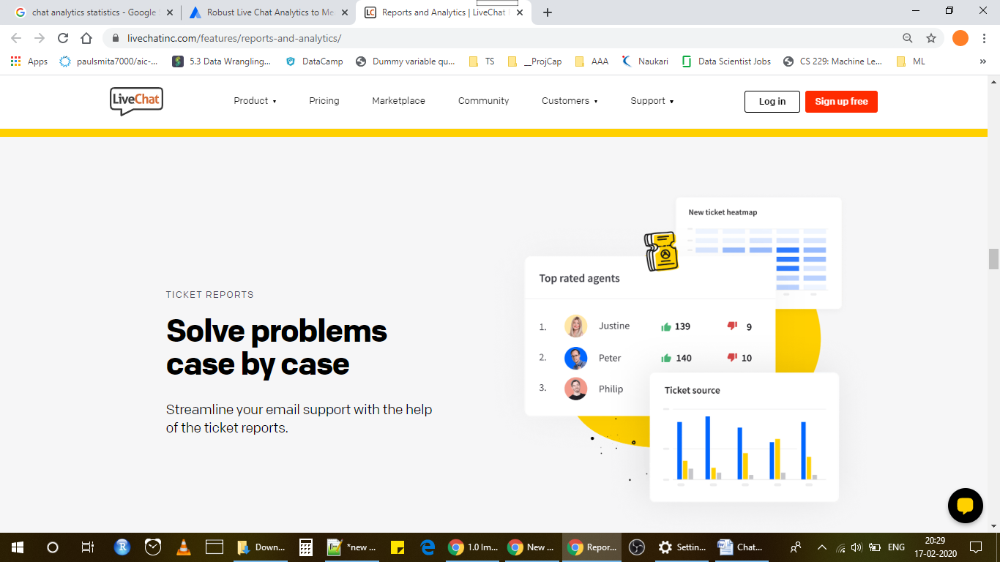 chat analytics statistics - Google
Robust Live Chat Analytics to Me
Reports and Analytics | LiveChat
livechatinc.com/features/reports-and-analytics/
Apps
paulsmita7000/aic-...
5.3 Data Wrangling...
DataCamp
Dummy variable qu...
TS
__ProjCap
AAA
Naukari
Data Scientist Jobs
CS 229: Machine Le...
ML
»
LiveChat
Product
Pricing
Marketplace
Community
Customers
Support
Log in
Sign up free
TICKET REPORTS
Solve problems
case by case
Streamline your email support with the help
of the ticket reports.
New ticket heatmap
Top rated agents
1. Justine 139 9
2. Peter 140 10
3. Philip
Ticket source
Down...
*new ...
1.0 Im...
New ...
Repor...
Settin...
Chat...
ENG
20:29
17-02-2020